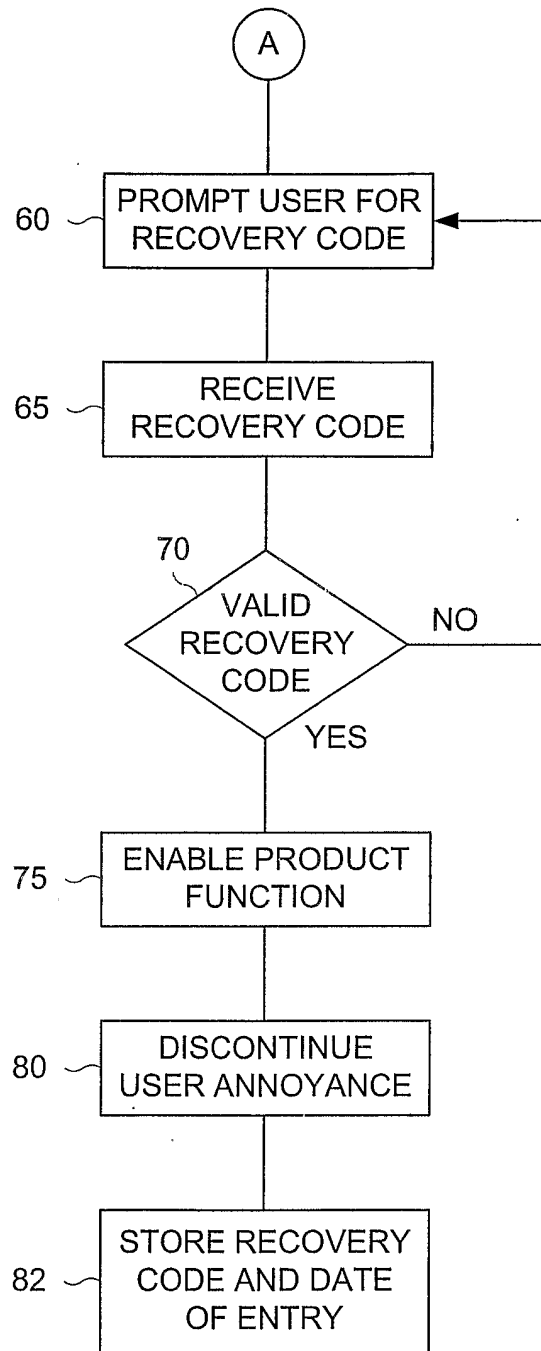 A
60
PROMPT USER FOR
RECOVERY CODE
65
RECEIVE
RECOVERY CODE
70
VALID
RECOVERY
CODE
NO
YES
75
ENABLE PRODUCT
FUNCTION
80
DISCONTINUE
USER ANNOYANCE
82
STORE RECOVERY
CODE AND DATE
OF ENTRY